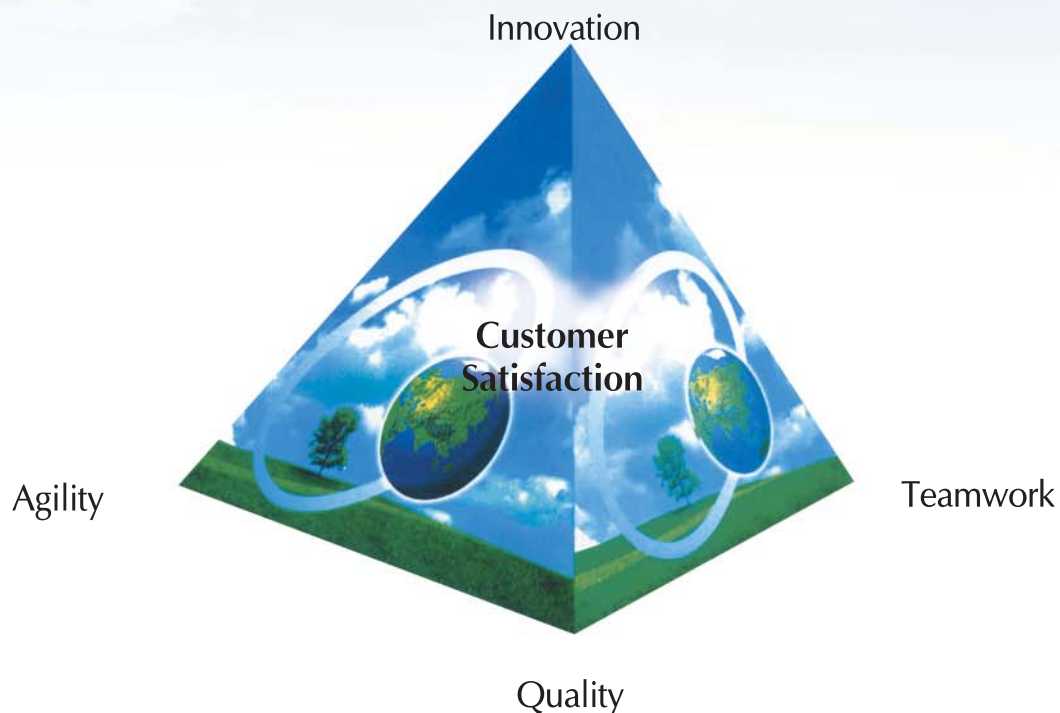 Innovation
Customer
Satisfaction
Agility
Teamwork
Quality